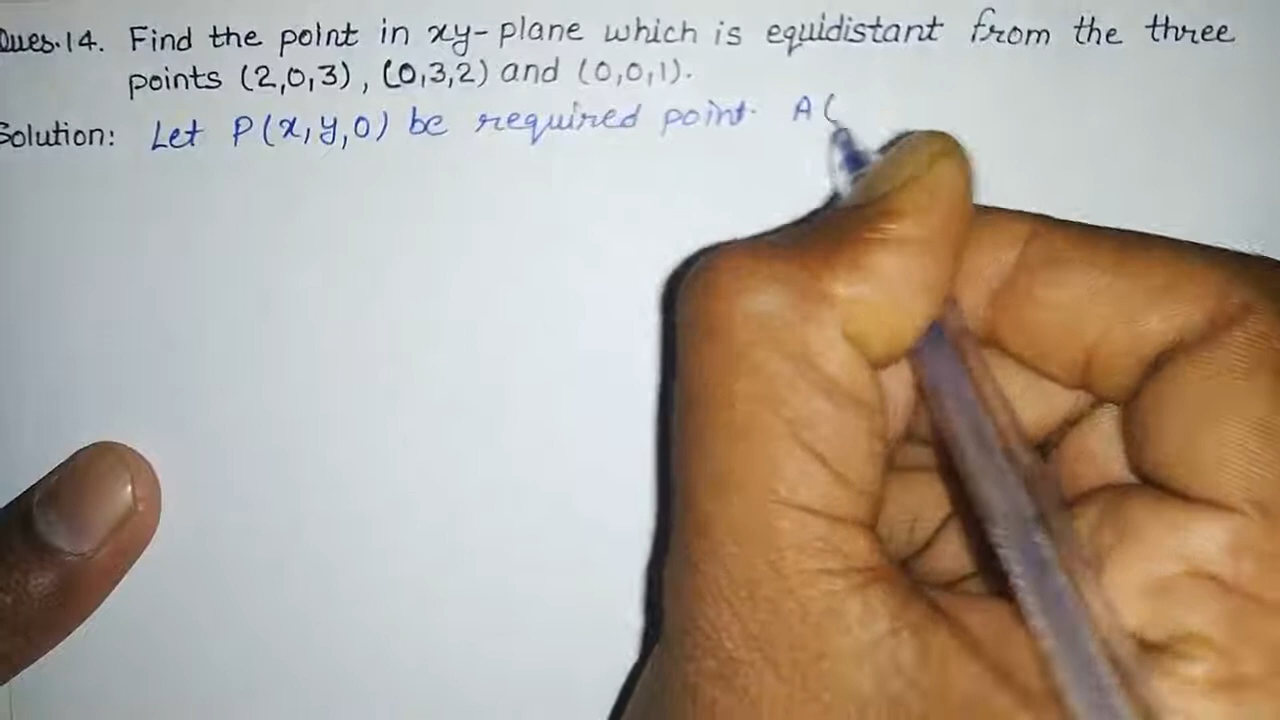 Ques.14. Find the point in xy-plane which is equidistant from the three
points (2,0,3), (0,3,2) and (0,0,1).
Solution: Let P(x,y,0) be required point. A(